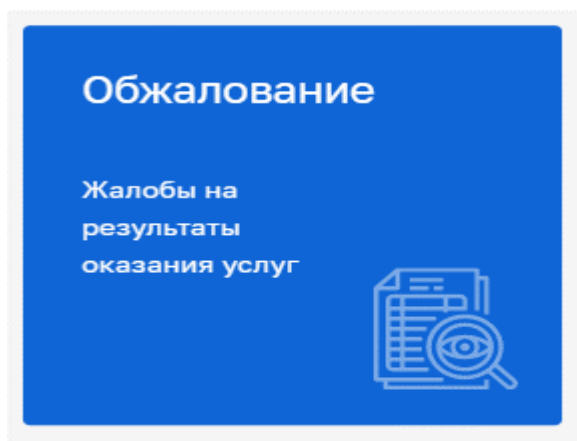 Обжалование
Жалобы на
результаты
оказания услуг